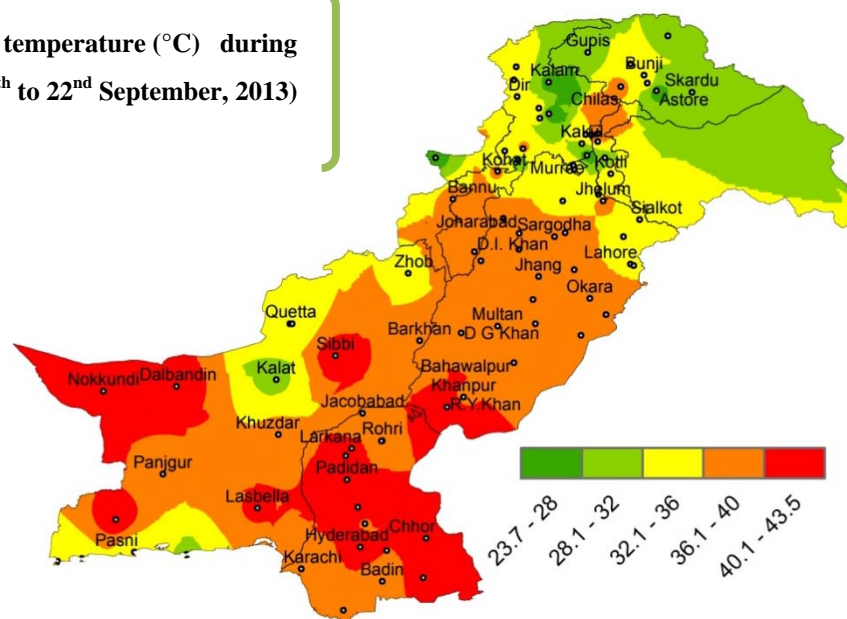 temperature (°C) during
th to 22nd September, 2013)
Gupis
Bunji
Kalam
Skardu
Dir
Chilas
Astore
Kakul
Kohat
Kotli
Murree
Bannu
Jhelum
Sialkot
Joharabad
Sargodha
D.I. Khan
Lahore
Zhob
Jhang
Okara
Quetta
Multan
Barkhan
D G Khan
Sibbi
Bahawalpur
Kalat
Nokkundi
Dalbandin
Khanpur
Jacobabad
R.Y.Khan
Khuzdar
Rohri
Larkana
Panjgur
Padidan
Lasbella
Pasni
Hyderabad
Chhor
Karachi
Badin
23.7 - 28
28.1 - 32
32.1 - 36
36.1 - 40
40.1 - 43.5